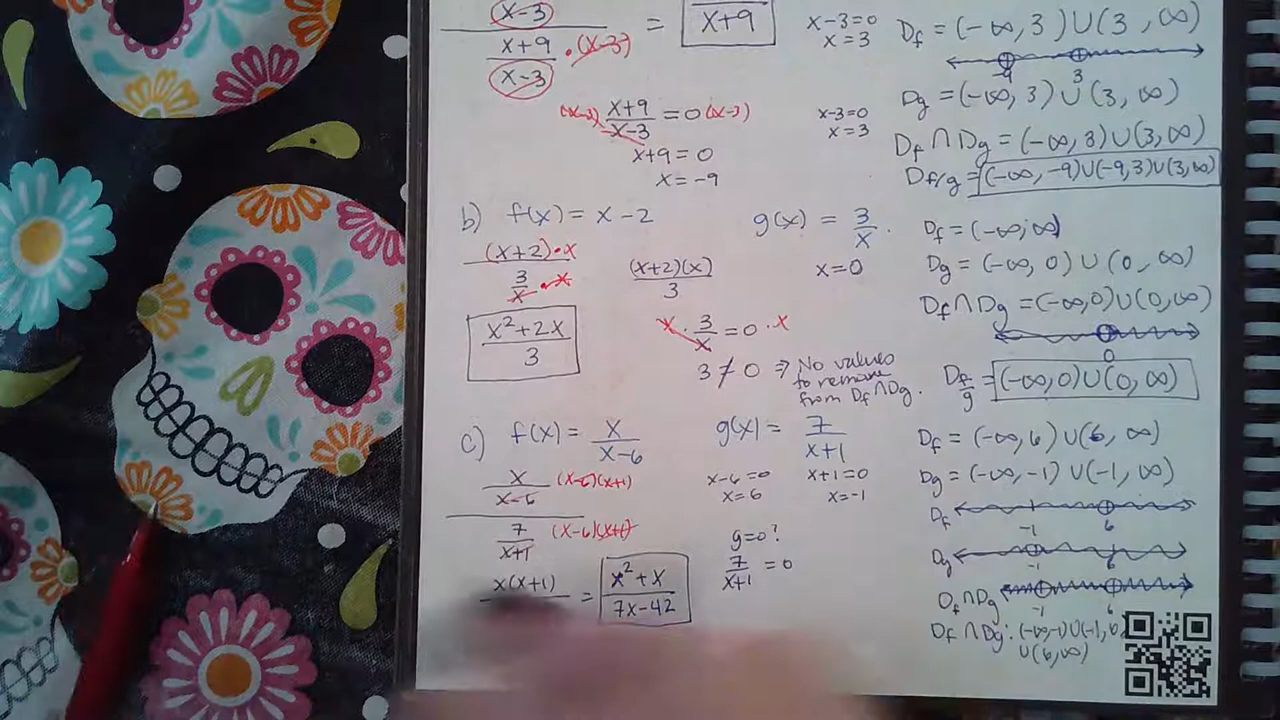 x-3 = x+9 x-3=0 Df = (-∞, 3) ∪ (3, ∞)
x+9 • (x-3) x=3
x-3 -9 3
(x-3) x+9 = 0 (x-3) x-3=0 Dg = (-∞, 3) ∪ (3, ∞)
x-3 x=3
x+9 = 0 Df ∩ Dg = (-∞, 3) ∪ (3, ∞)
x = -9 Df/g = (-∞, -9) ∪ (-9, 3) ∪ (3, ∞)
b) f(x) = x-2 g(x) = 3/x Df = (-∞, ∞)
(x+2)•x (x+2)(x) x=0 Dg = (-∞, 0) ∪ (0, ∞)
3/x • x 3 Df ∩ Dg = (-∞, 0) ∪ (0, ∞)
x²+2x x • 3/x = 0 • x 0
3 3 ≠ 0 ⇒ No values
to remove
from Df ∩ Dg. Df/g = (-∞, 0) ∪ (0, ∞)
c) f(x) = x/(x-6) g(x) = 7/(x+1) Df = (-∞, 6) ∪ (6, ∞)
x (x-6)(x+1) x-6=0 x+1=0 Dg = (-∞, -1) ∪ (-1, ∞)
x-6 x=6 x=-1
7 (x-6)(x+1) g=0? Df -1 6
x+1 7/(x+1) = 0 Dg -1 6
x(x+1) = x²+x Df ∩ Dg -1 6
7x-42 Df ∩ Dg: (-∞,-1) ∪ (-1, 6)
∪ (6, ∞)